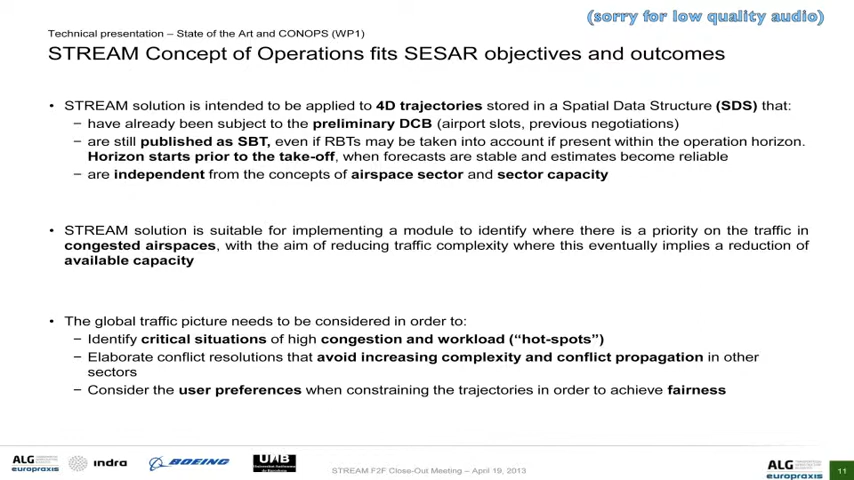 (sorry for low quality audio)
Technical presentation – State of the Art and CONOPS (WP1)
STREAM Concept of Operations fits SESAR objectives and outcomes
• STREAM solution is intended to be applied to 4D trajectories stored in a Spatial Data Structure (SDS) that:
– have already been subject to the preliminary DCB (airport slots, previous negotiations)
– are still published as SBT, even if RBTs may be taken into account if present within the operation horizon.
Horizon starts prior to the take-off, when forecasts are stable and estimates become reliable
– are independent from the concepts of airspace sector and sector capacity
• STREAM solution is suitable for implementing a module to identify where there is a priority on the traffic in
congested airspaces, with the aim of reducing traffic complexity where this eventually implies a reduction of
available capacity
• The global traffic picture needs to be considered in order to:
– Identify critical situations of high congestion and workload (“hot-spots”)
– Elaborate conflict resolutions that avoid increasing complexity and conflict propagation in other
sectors
– Consider the user preferences when constraining the trajectories in order to achieve fairness
ALG
europraxis
indra
BOEING
UAB
STREAM F2F Close-Out Meeting – April 19, 2013
ALG
europraxis
11